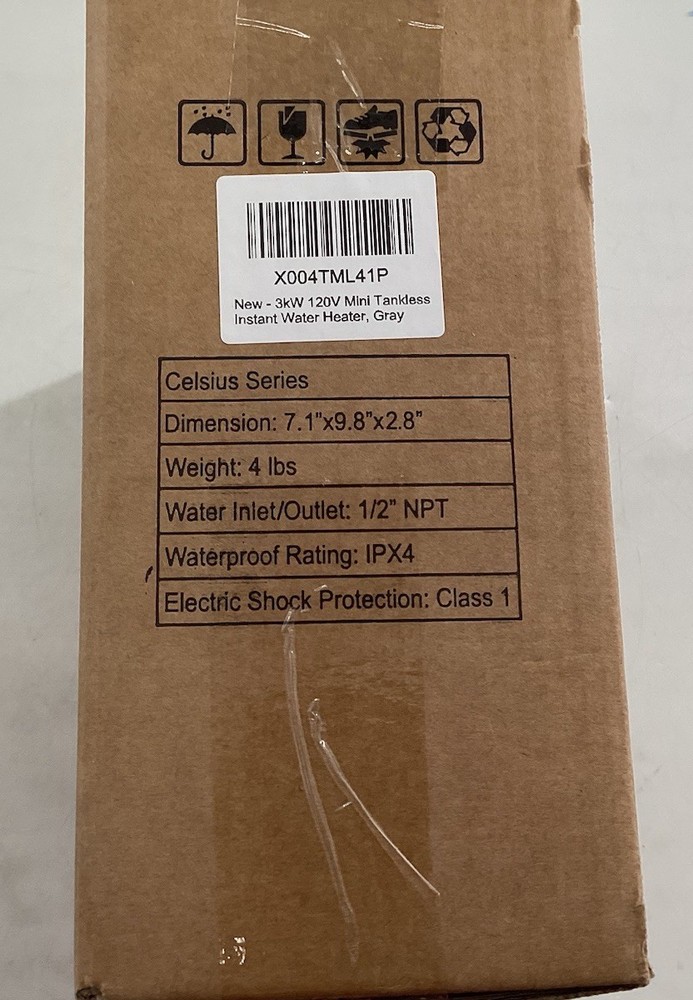 X004TML41P
New - 3kW 120V Mini Tankless
Instant Water Heater, Gray
Celsius Series
Dimension: 7.1”x9.8”x2.8”
Weight: 4 lbs
Water Inlet/Outlet: 1/2” NPT
Waterproof Rating: IPX4
Electric Shock Protection: Class 1